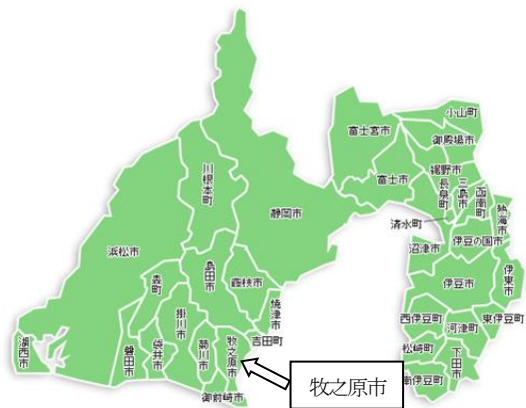 小山町
御殿場市
富士宮市
裾野市
富士市
長泉町
三島市
函南町
熱海市
川根本町
静岡市
清水町
沼津市
伊豆の国市
浜松市
島田市
藤枝市
伊豆市
伊東市
森町
焼津市
掛川市
西伊豆町
東伊豆町
河津町
湖西市
磐田市
袋井市
菊川市
牧之原市
吉田町
松崎町
下田市
南伊豆町
御前崎市
牧之原市